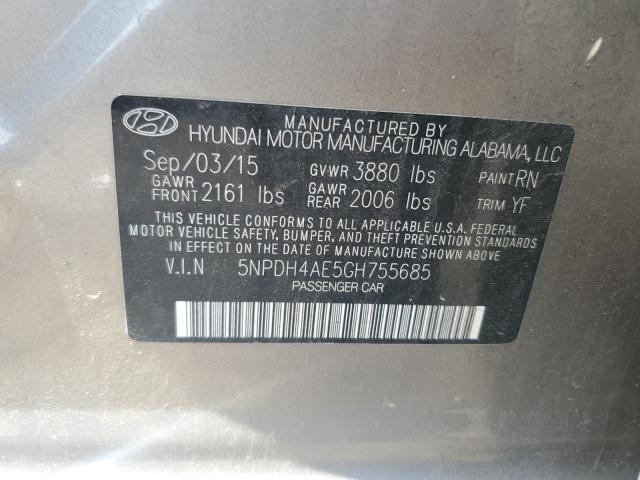 MANUFACTURED BY
HYUNDAI MOTOR MANUFACTURING ALABAMA, LLC
Sep/03/15 GVWR 3880 lbs PAINT RN
GAWR FRONT 2161 lbs GAWR REAR 2006 lbs TRIM YF
THIS VEHICLE CONFORMS TO ALL APPLICABLE U.S.A. FEDERAL
MOTOR VEHICLE SAFETY, BUMPER, AND THEFT PREVENTION STANDARDS
IN EFFECT ON THE DATE OF MANUFACTURE SHOWN ABOVE.
V.I.N 5NPDH4AE5GH755685
PASSENGER CAR